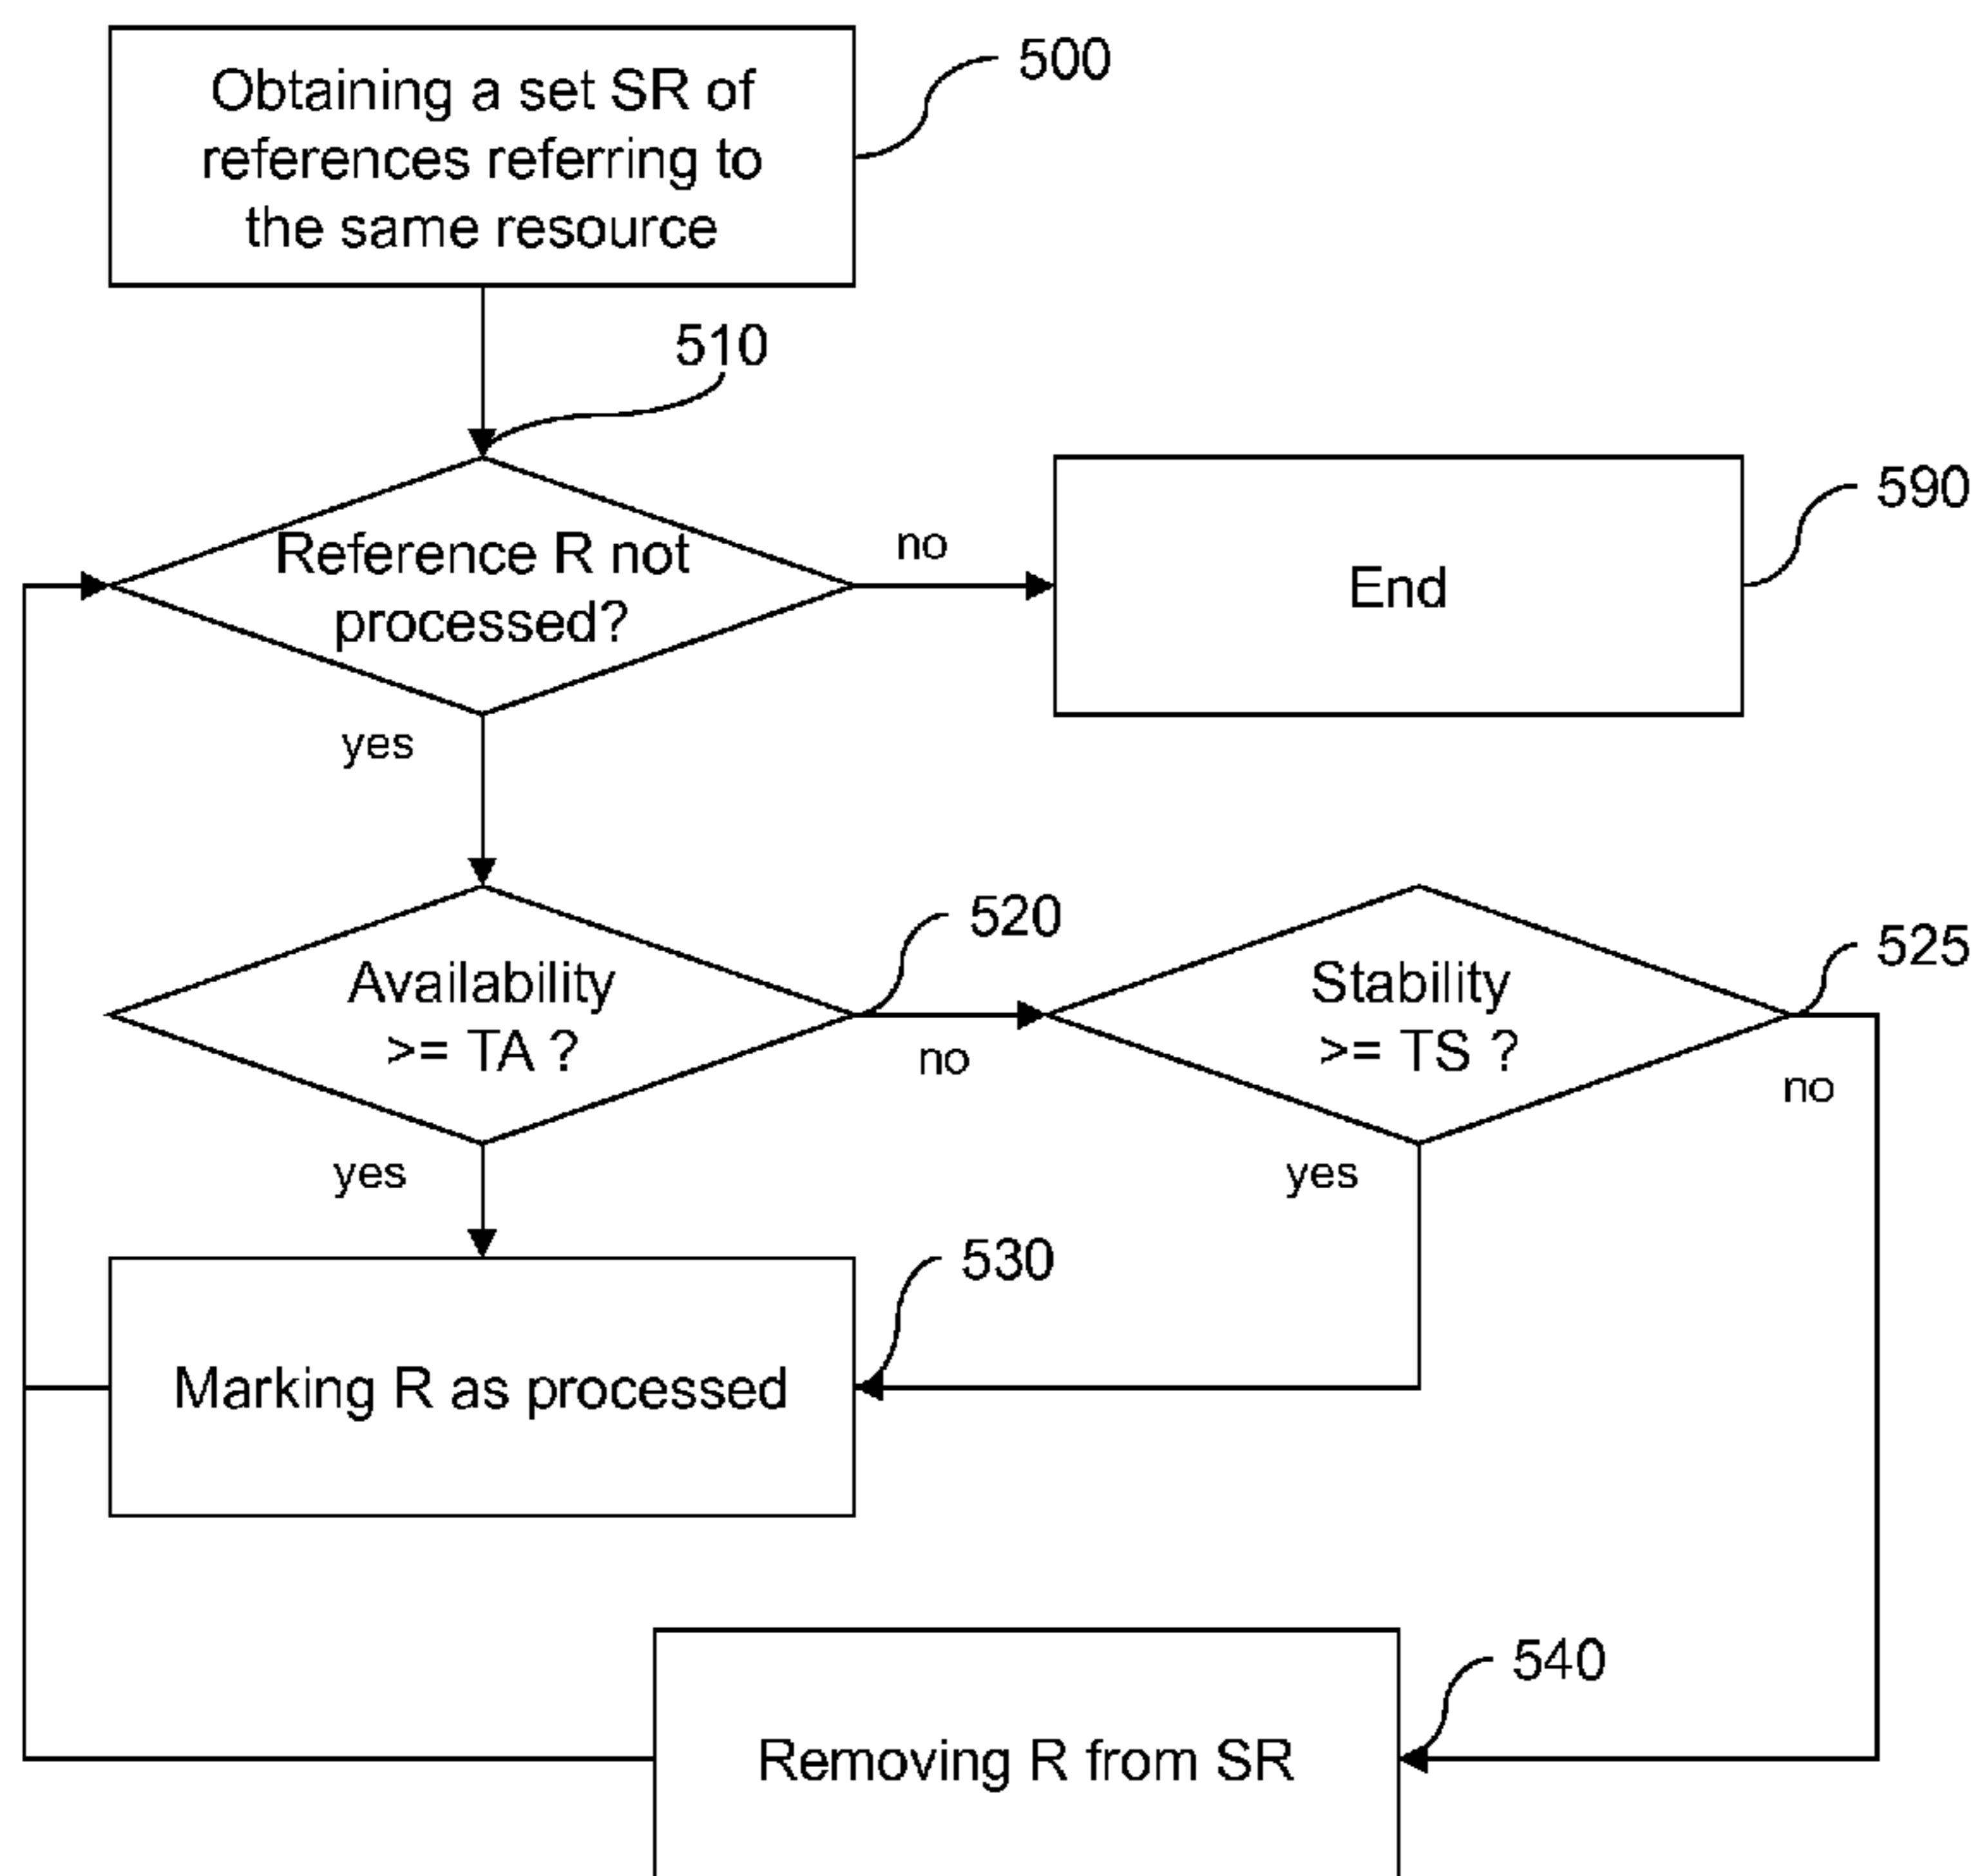 Obtaining a set SR of
references referring to
the same resource
500
510
Reference R not
processed?
no
End
590
yes
Availability
>= TA ?
520
no
Stability
>= TS ?
525
no
yes
yes
Marking R as processed
530
Removing R from SR
540